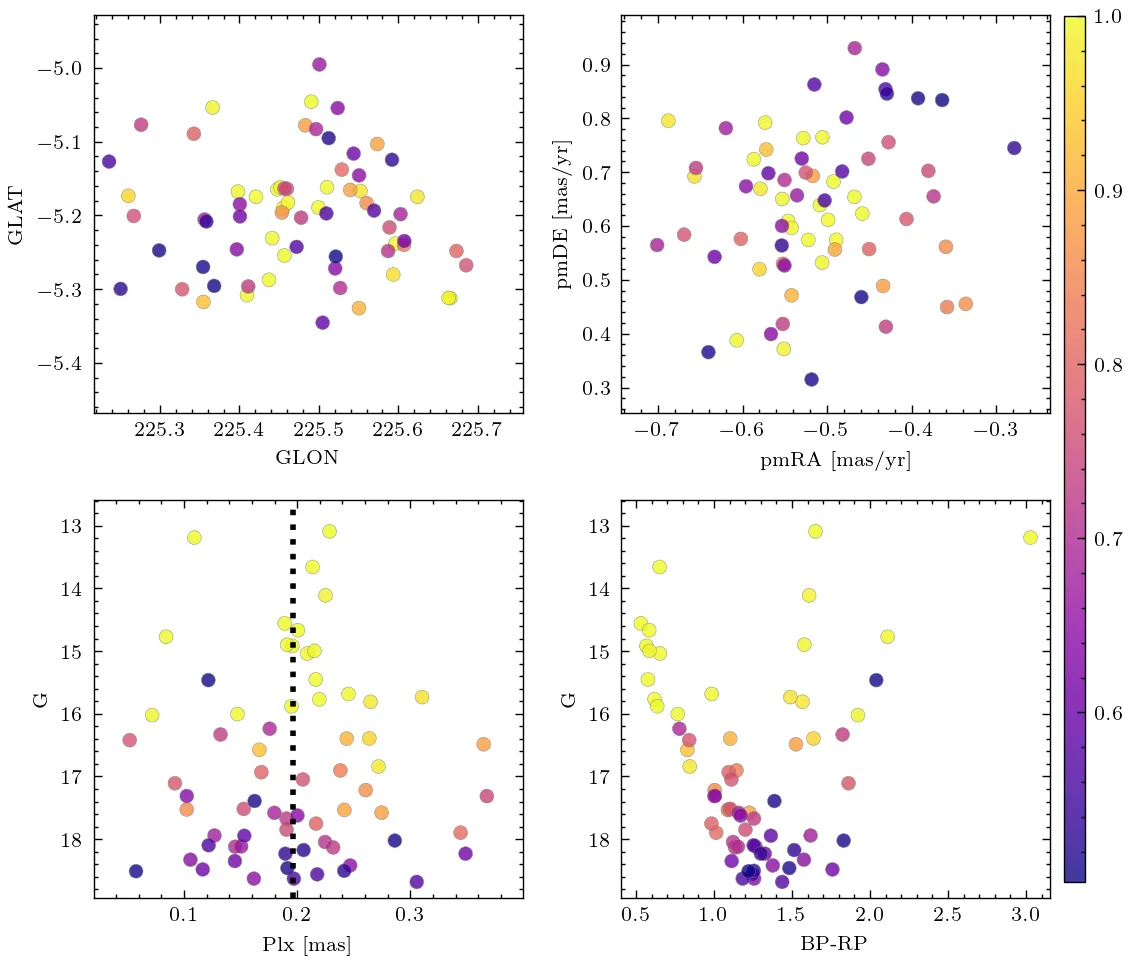 −5.0
−5.1
−5.2
−5.3
−5.4
GLAT
225.3 225.4 225.5 225.6 225.7
GLON
0.9
0.8
0.7
0.6
0.5
0.4
0.3
pmDE [mas/yr]
−0.7 −0.6 −0.5 −0.4 −0.3
pmRA [mas/yr]
1.0
0.9
0.8
0.7
0.6
13
14
15
16
17
18
G
0.1 0.2 0.3
Plx [mas]
13
14
15
16
17
18
G
0.5 1.0 1.5 2.0 2.5 3.0
BP-RP